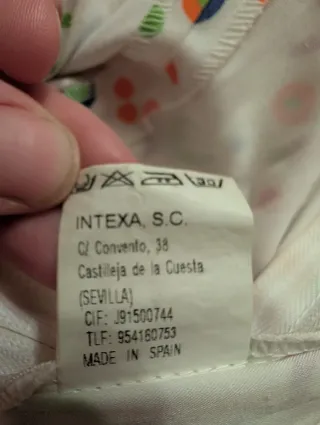 INTEXA, S.C.
C/ Convento, 38
Castilleja de la Cuesta
(SEVILLA)
CIF: J91500744
TLF: 954160753
MADE IN SPAIN